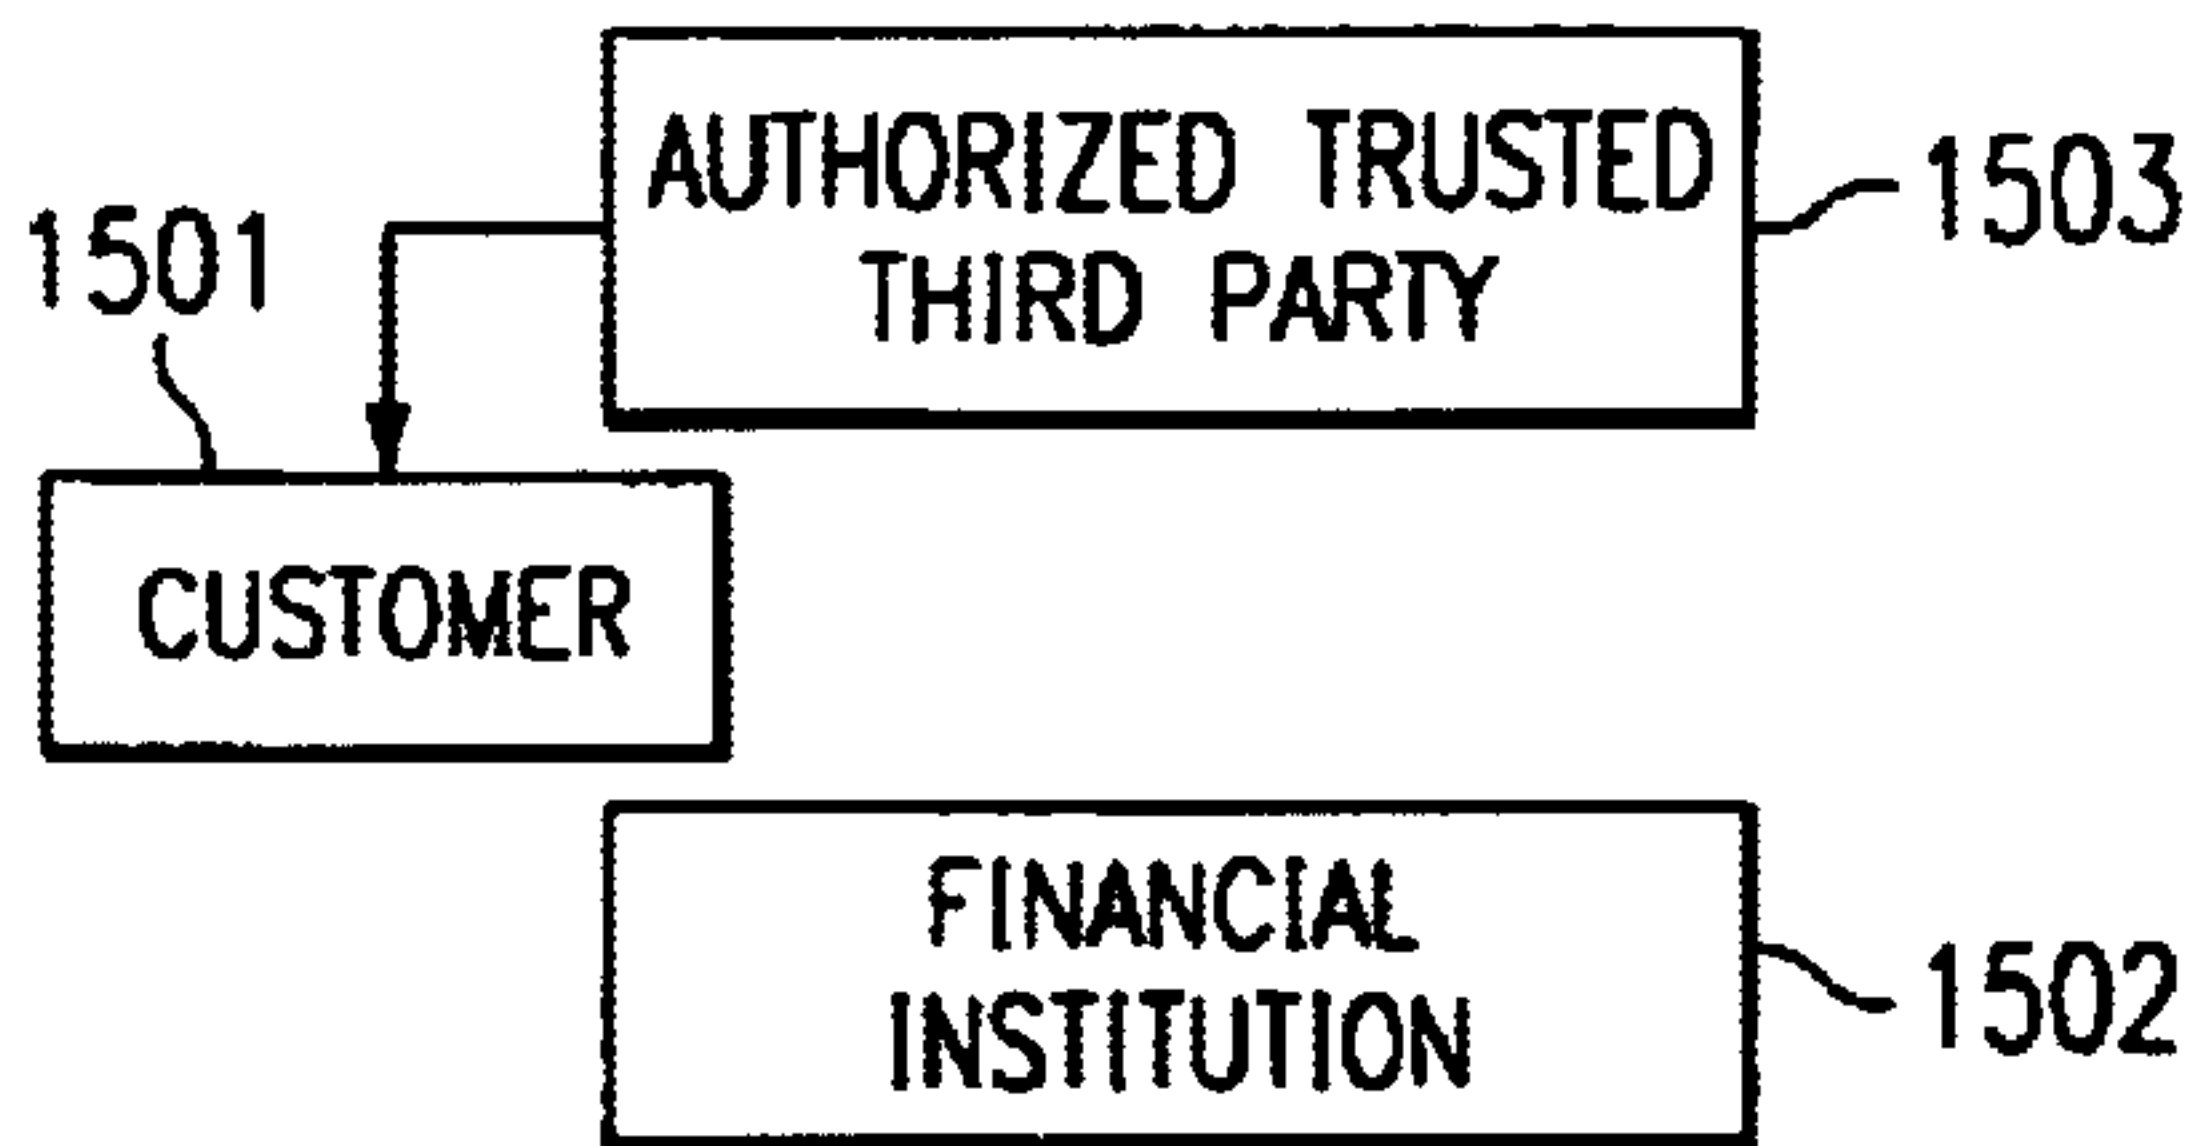 AUTHORIZED TRUSTED
THIRD PARTY
1503
1501
CUSTOMER
FINANCIAL
INSTITUTION
1502